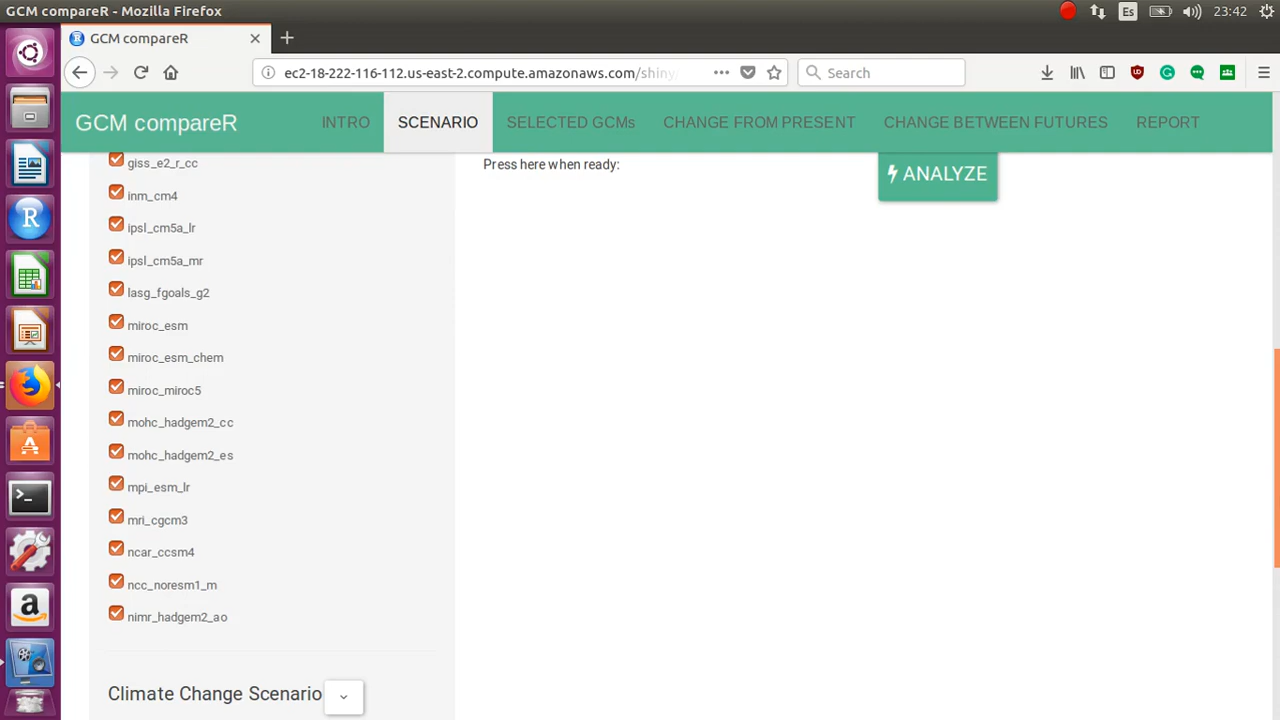 GCM compareR - Mozilla Firefox
Es
23:42
GCM compareR
ec2-18-222-116-112.us-east-2.compute.amazonaws.com/shiny
Search
GCM compareR
INTRO
SCENARIO
SELECTED GCMs
CHANGE FROM PRESENT
CHANGE BETWEEN FUTURES
REPORT
giss_e2_r_cc
inm_cm4
ipsl_cm5a_lr
ipsl_cm5a_mr
lasg_fgoals_g2
miroc_esm
miroc_esm_chem
miroc_miroc5
mohc_hadgem2_cc
mohc_hadgem2_es
mpi_esm_lr
mri_cgcm3
ncar_ccsm4
ncc_noresm1_m
nimr_hadgem2_ao
Climate Change Scenario
Press here when ready:
ANALYZE